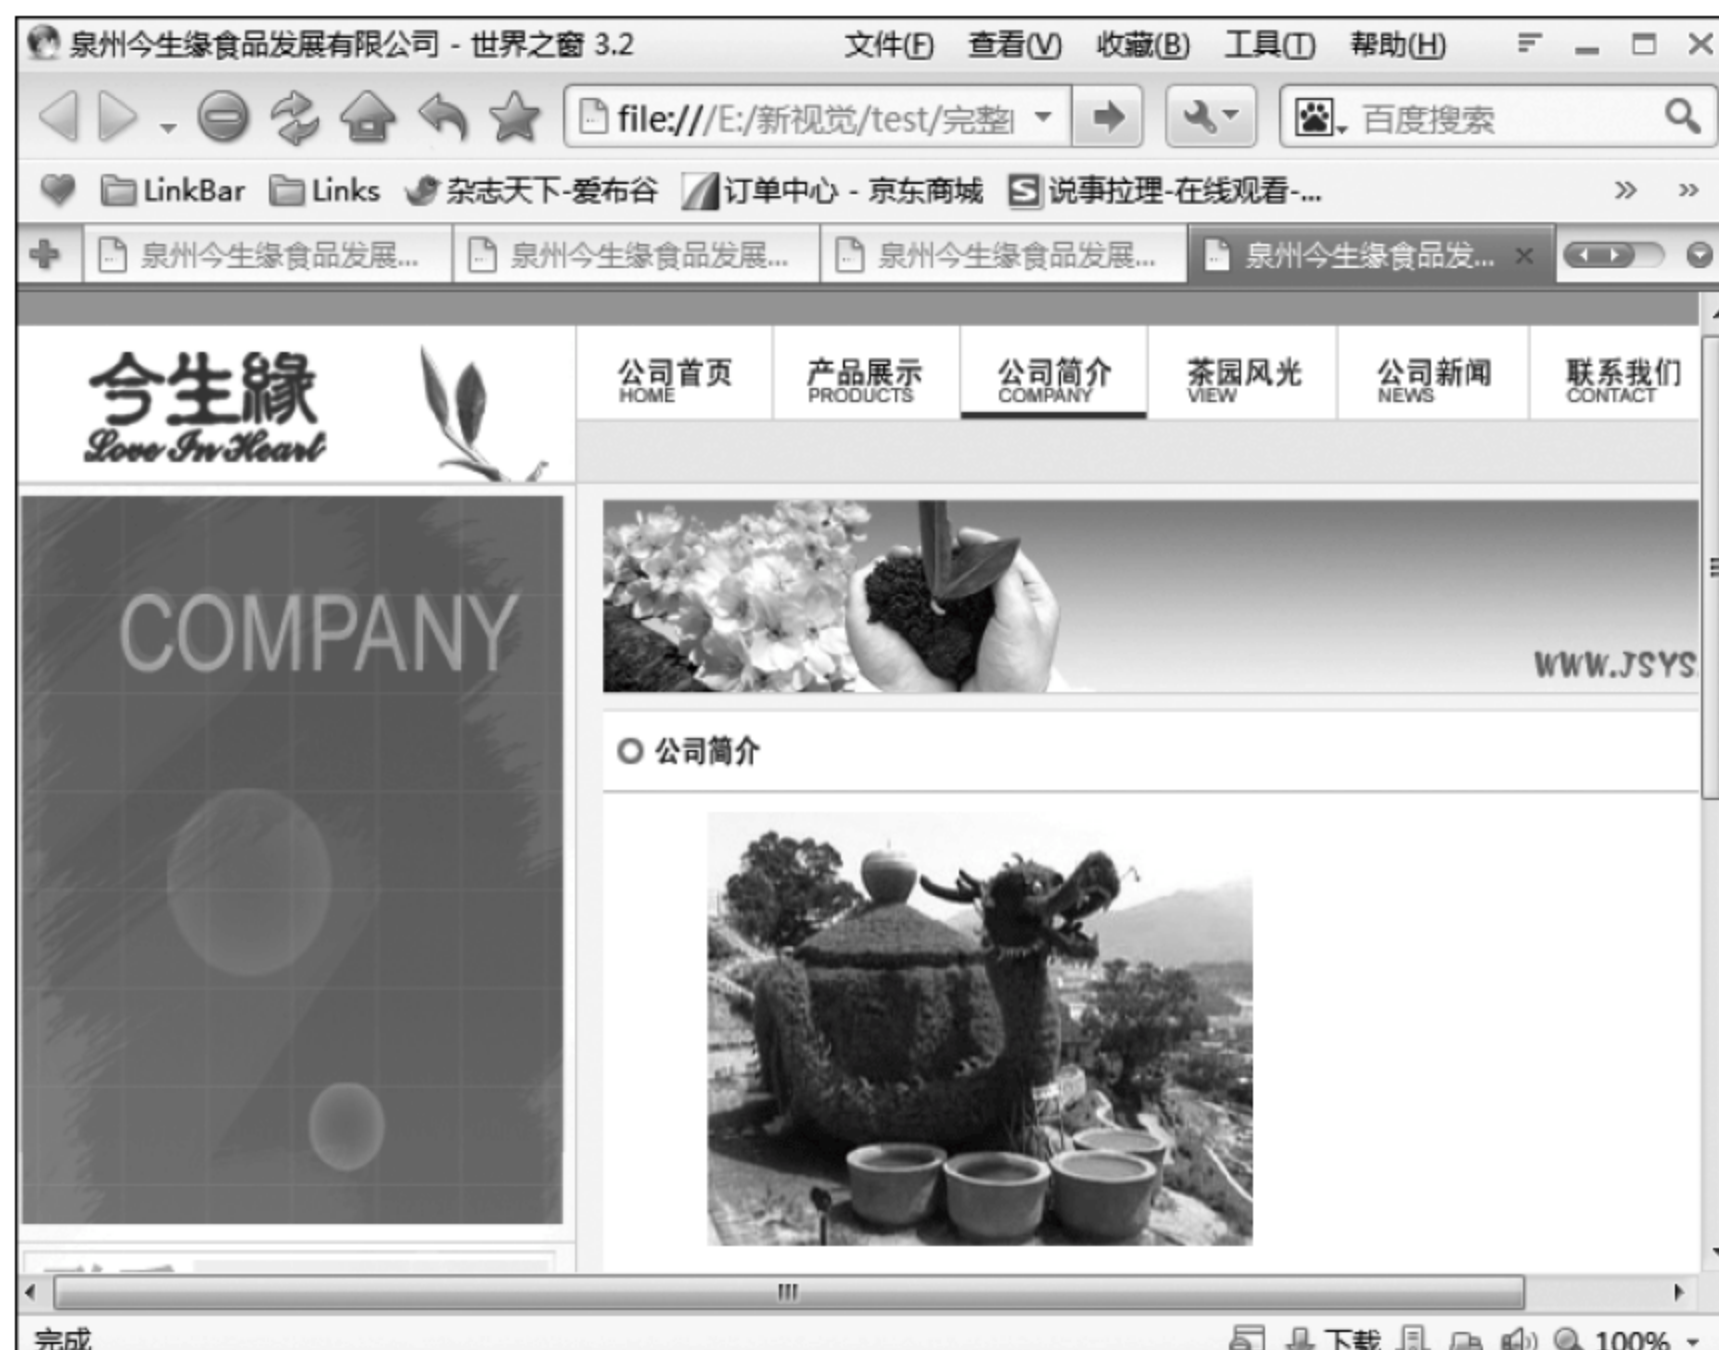 泉州今生缘食品发展有限公司 - 世界之窗 3.2 文件(F) 查看(V) 收藏(B) 工具(T) 帮助(H)
file:///E:/新视觉/test/完整 百度搜索
LinkBar Links 杂志天下-爱布谷 订单中心 - 京东商城 说事拉理-在线观看-... » »
泉州今生缘食品发展... 泉州今生缘食品发展... 泉州今生缘食品发展... 泉州今生缘食品发...
今生緣
Love In Heart
公司首页 产品展示 公司简介 茶园风光 公司新闻 联系我们
HOME PRODUCTS COMPANY VIEW NEWS CONTACT
COMPANY
WWW.JSYS
公司简介
完成 下载 100%